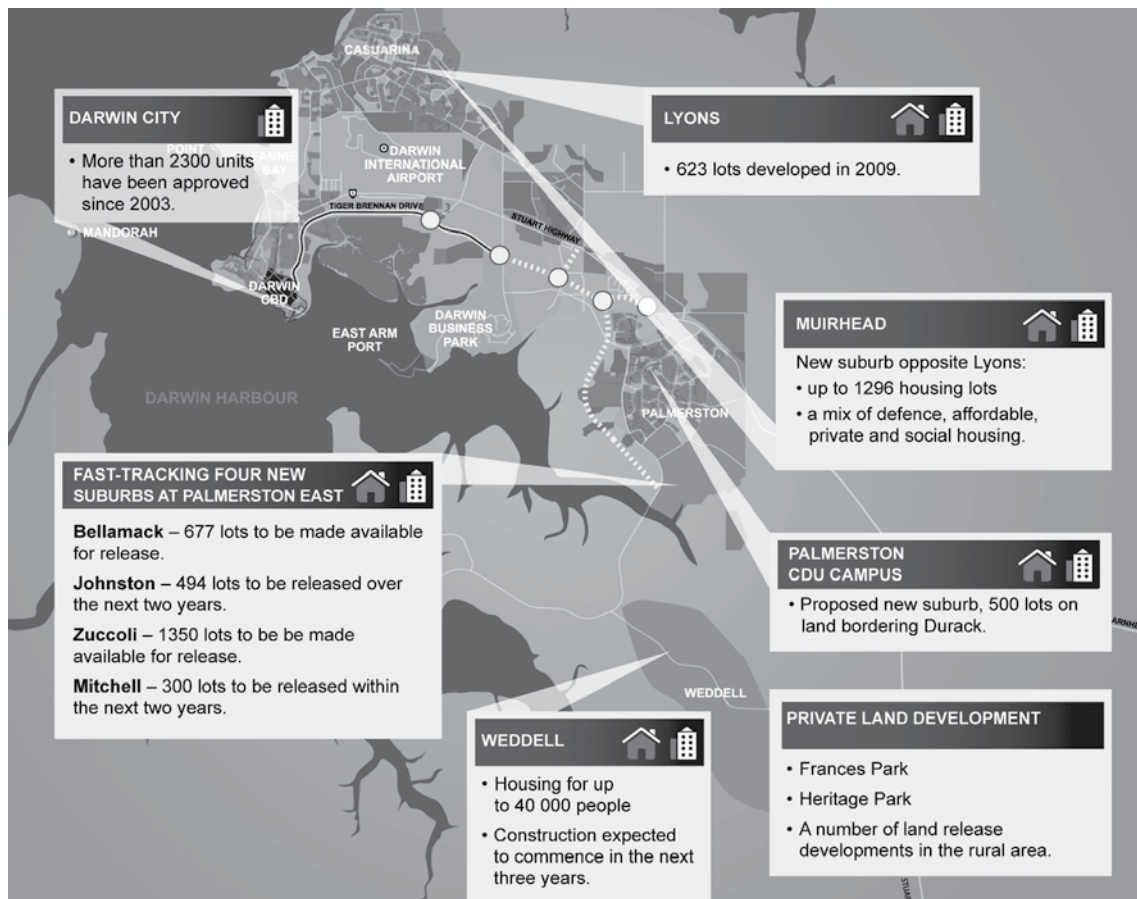 CASUARINA
DARWIN CITY
• More than 2300 units
have been approved
since 2003.
POINT
FANNIE
BAY
MANDORAH
DARWIN
INTERNATIONAL
AIRPORT
TIGER BRENNAN DRIVE
STUART HIGHWAY
DARWIN
CBD
EAST ARM
PORT
DARWIN
BUSINESS
PARK
DARWIN HARBOUR
PALMERSTON
LYONS
• 623 lots developed in 2009.
MUIRHEAD
New suburb opposite Lyons:
• up to 1296 housing lots
• a mix of defence, affordable,
private and social housing.
FAST-TRACKING FOUR NEW
SUBURBS AT PALMERSTON EAST
Bellamack – 677 lots to be made available
for release.
Johnston – 494 lots to be released over
the next two years.
Zuccoli – 1350 lots to be be made
available for release.
Mitchell – 300 lots to be released within
the next two years.
PALMERSTON
CDU CAMPUS
• Proposed new suburb, 500 lots on
land bordering Durack.
WEDDELL
WEDDELL
• Housing for up
to 40 000 people
• Construction expected
to commence in the next
three years.
PRIVATE LAND DEVELOPMENT
• Frances Park
• Heritage Park
• A number of land release
developments in the rural area.